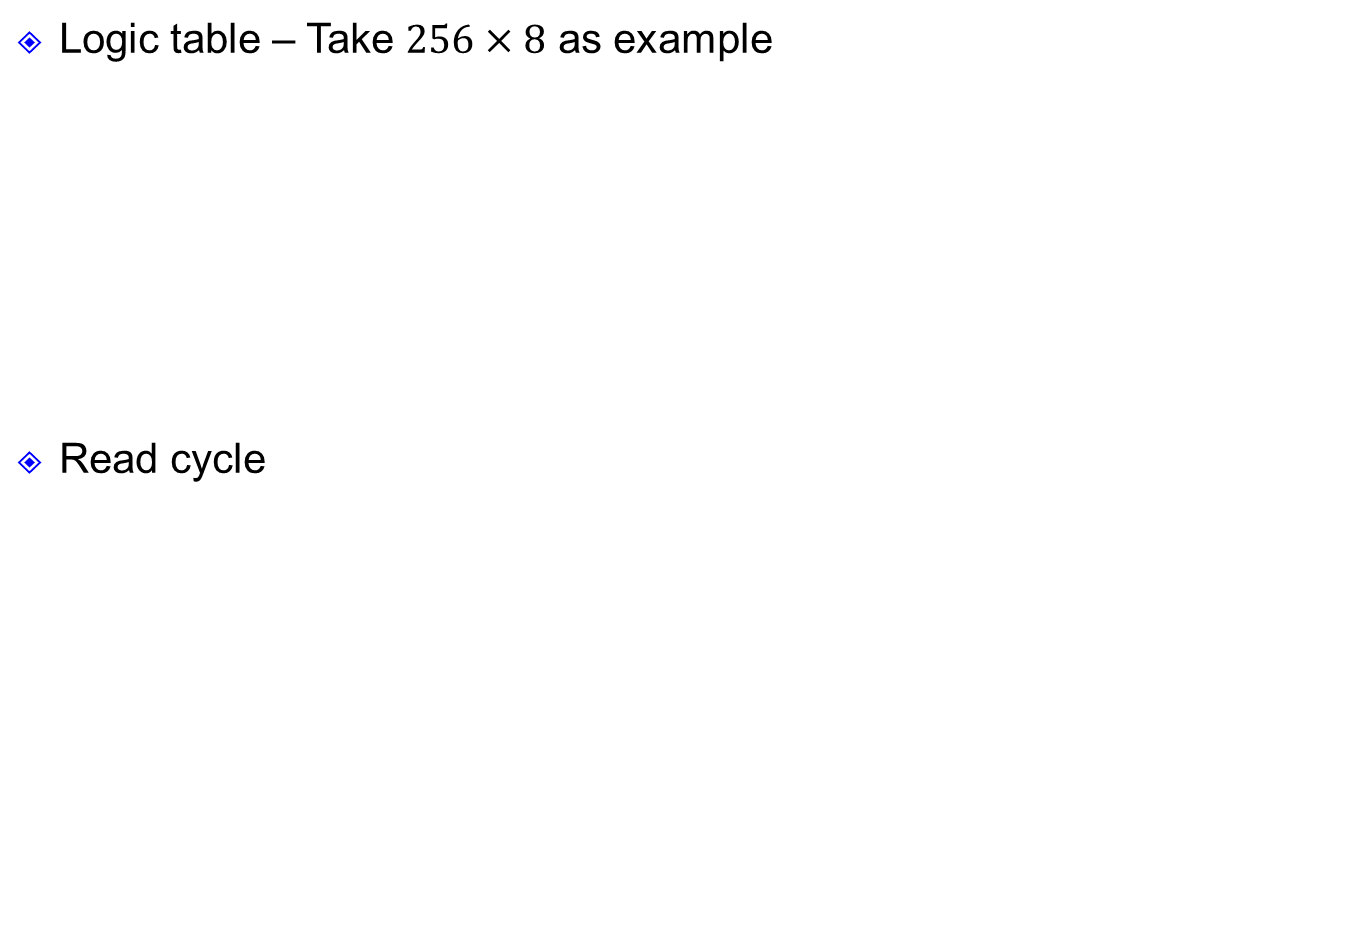 Logic table – Take 256 × 8 as example
Read cycle